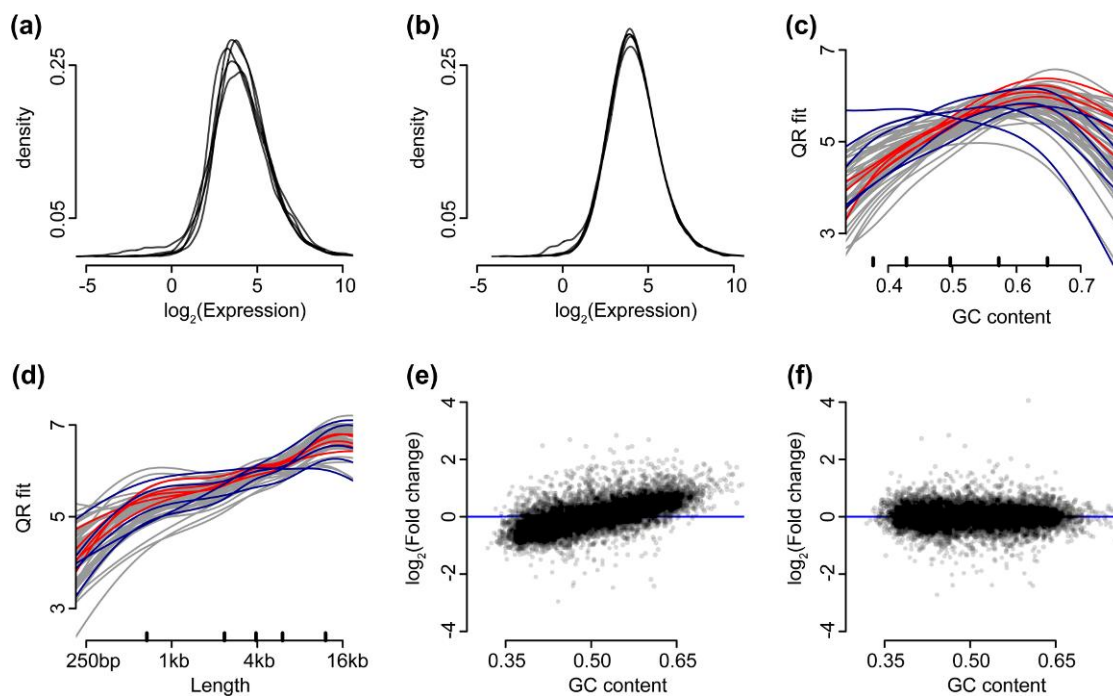 (a)
density
0.25
0.05
-5 0 5 10
log2(Expression)
(b)
density
0.25
0.05
-5 0 5 10
log2(Expression)
(c)
QR fit
7
5
3
0.4 0.5 0.6 0.7
GC content
(d)
QR fit
7
5
3
250bp 1kb 4kb 16kb
Length
(e)
log2(Fold change)
4
2
0
-2
-4
0.35 0.50 0.65
GC content
(f)
log2(Fold change)
4
2
0
-2
-4
0.35 0.50 0.65
GC content